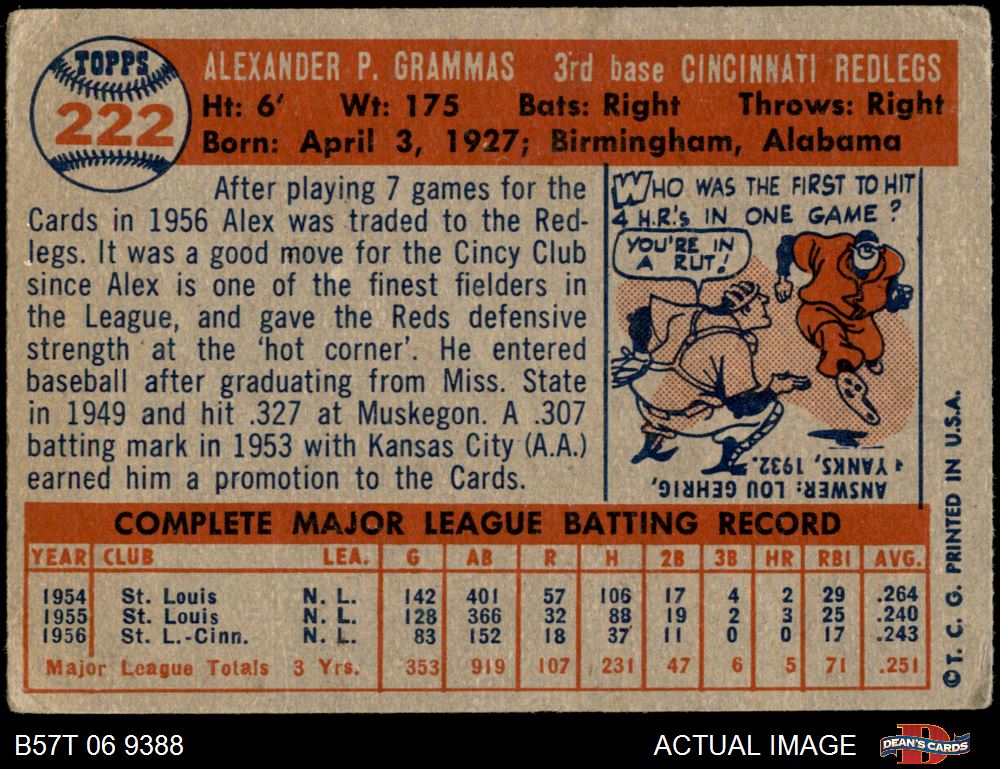 TOPPS
222
ALEXANDER P. GRAMMAS 3rd base CINCINNATI REDLEGS
Ht: 6' Wt: 175 Bats: Right Throws: Right
Born: April 3, 1927; Birmingham, Alabama
After playing 7 games for the
Cards in 1956 Alex was traded to the Red-
legs. It was a good move for the Cincy Club
since Alex is one of the finest fielders in
the League, and gave the Reds defensive
strength at the 'hot corner'. He entered
baseball after graduating from Miss. State
in 1949 and hit .327 at Muskegon. A .307
batting mark in 1953 with Kansas City (A.A.)
earned him a promotion to the Cards.
WHO WAS THE FIRST TO HIT
4 H.R.'s IN ONE GAME?
YOU'RE IN
A RUT!
ANSWER: LOU GEHRIG,
YANKS, 1932.
COMPLETE MAJOR LEAGUE BATTING RECORD
YEAR CLUB LEA. G AB R H 2B 3B HR RBI AVG.
1954 St. Louis N. L. 142 401 57 106 17 4 2 29 .264
1955 St. Louis N. L. 128 366 32 88 19 2 3 25 .240
1956 St. L.-Cinn. N. L. 83 152 18 37 11 0 0 17 .243
Major League Totals 3 Yrs. 353 919 107 231 47 6 5 71 .251
©T. C. G. PRINTED IN U.S.A.
B57T 06 9388
ACTUAL IMAGE
DEAN'S CARDS